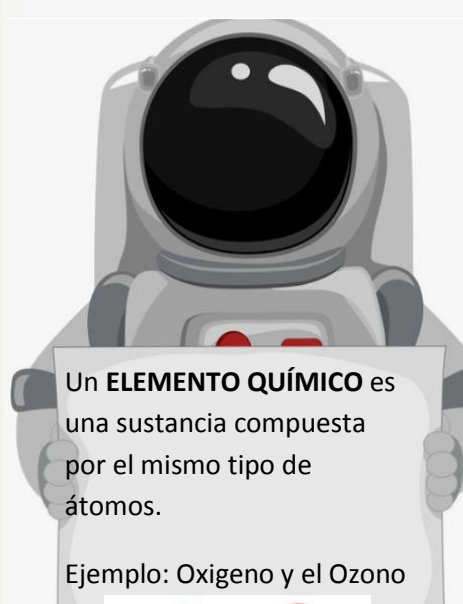 Un ELEMENTO QUÍMICO es
una sustancia compuesta
por el mismo tipo de
átomos.
Ejemplo: Oxigeno y el Ozono